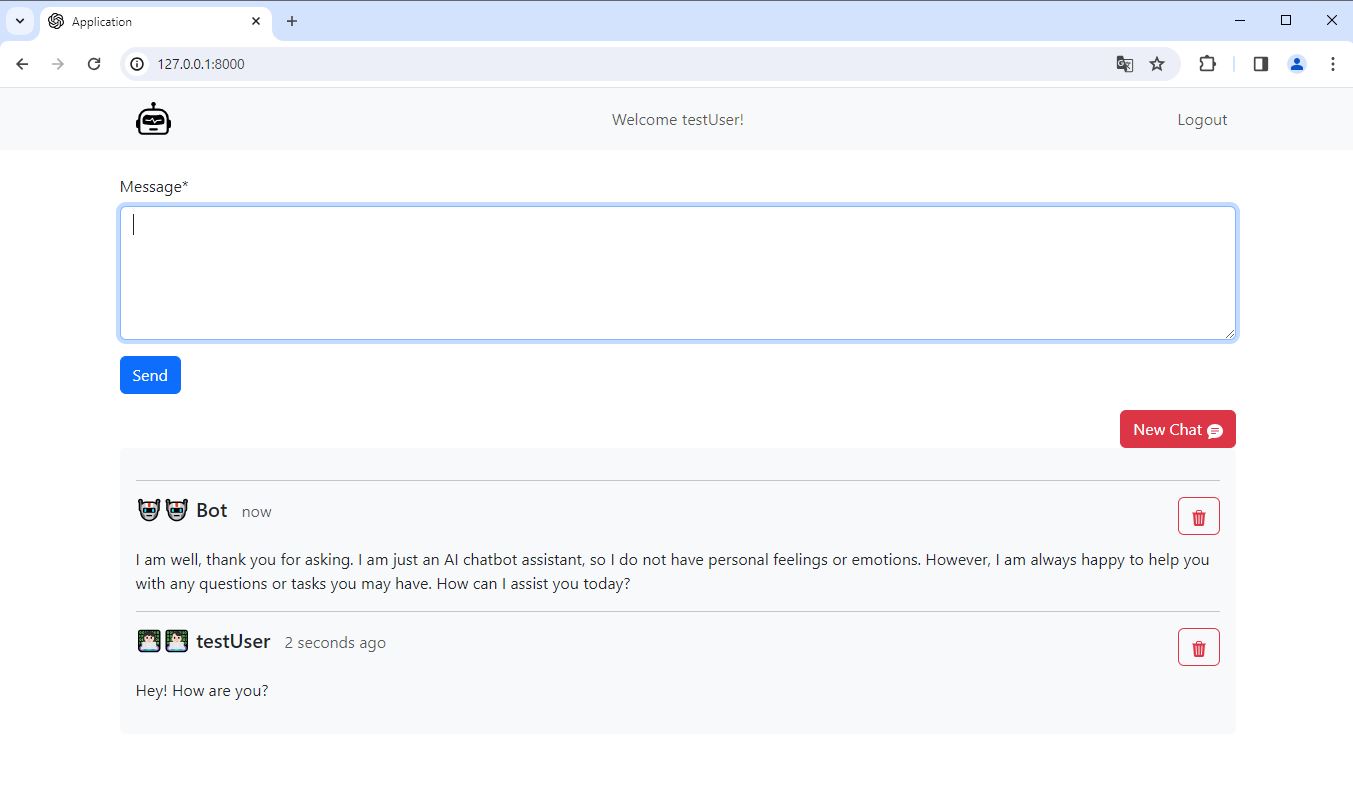 Application
127.0.0.1:8000
Welcome testUser!
Logout
Message*
Send
New Chat
Bot now
I am well, thank you for asking. I am just an AI chatbot assistant, so I do not have personal feelings or emotions. However, I am always happy to help you
with any questions or tasks you may have. How can I assist you today?
testUser 2 seconds ago
Hey! How are you?